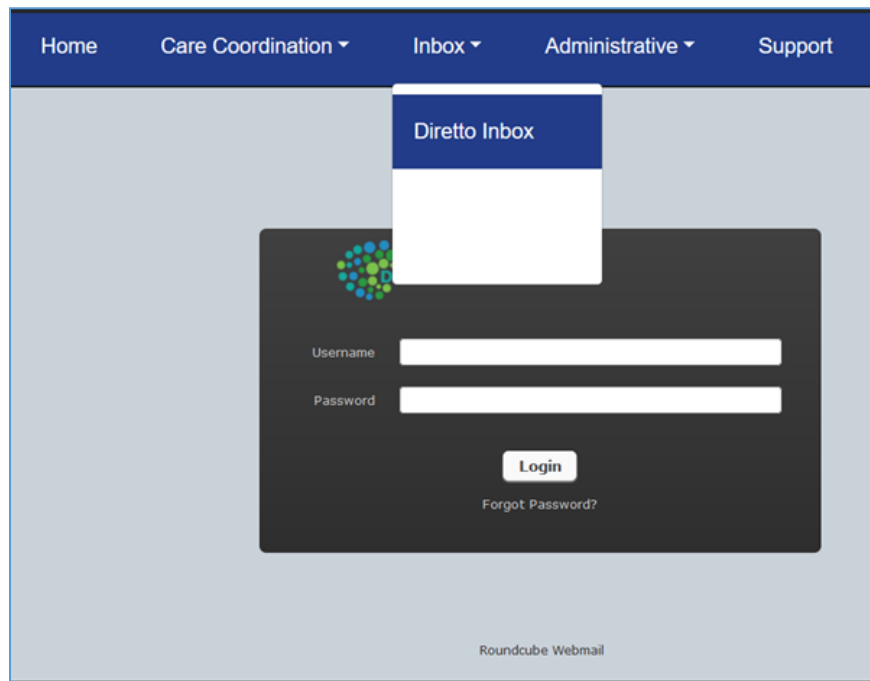 Home Care Coordination Inbox Administrative Support
Diretto Inbox
Username
Password
Login
Forgot Password?
Roundcube Webmail